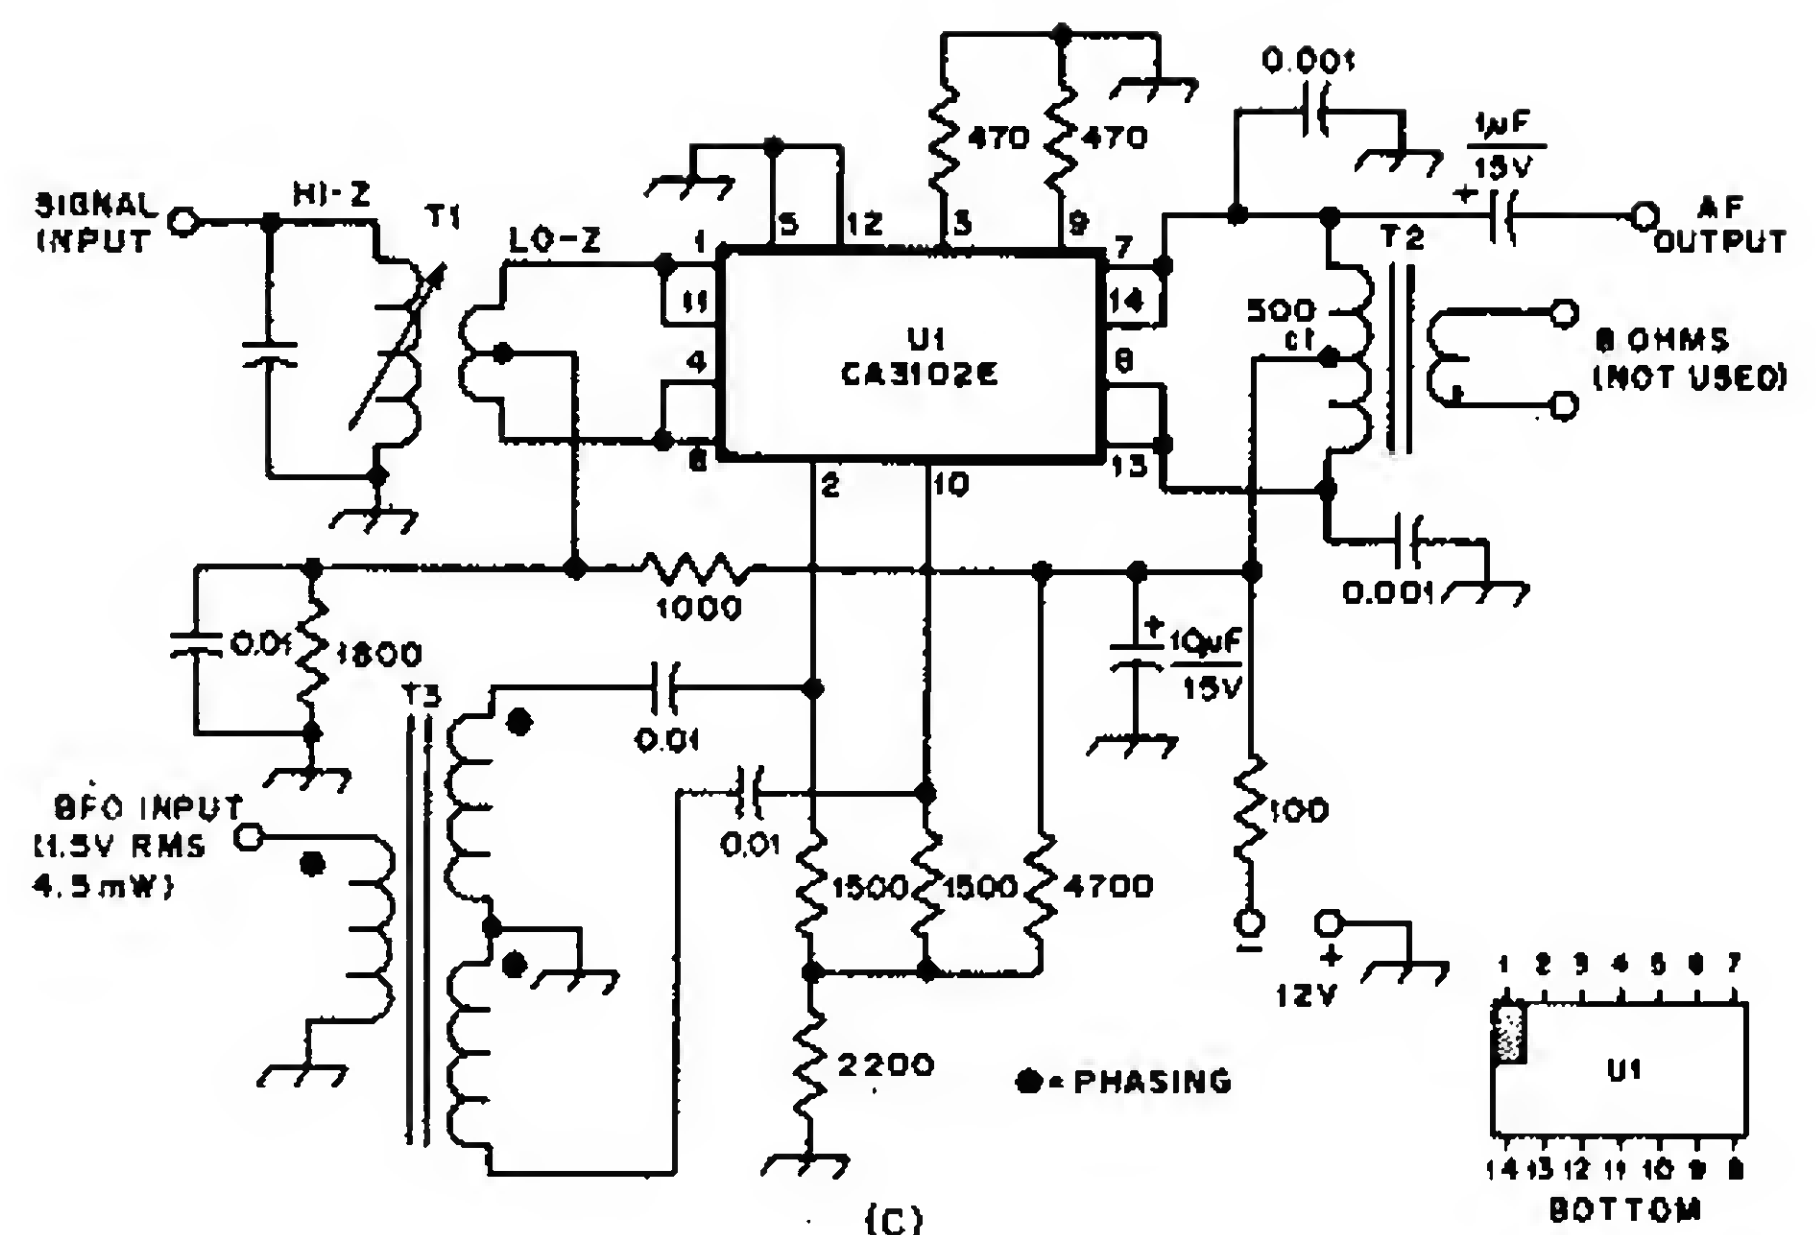 0.001
1µF
15V
470
470
SIGNAL
INPUT
HI-Z
T1
LO-Z
5
12
3
9
1
11
4
6
7
14
8
13
2
10
U1
CA3102E
AF
OUTPUT
T2
500
ct
8 OHMS
(NOT USED)
+
1000
0.001
0.01
1800
+
10µF
15V
T3
0.01
BFO INPUT
(1.5V RMS
4.5mW)
0.01
1500
1500
4700
100
-
+
12V
2200
= PHASING
1 2 3 4 5 6 7
U1
14 13 12 11 10 9 8
BOTTOM
(C)